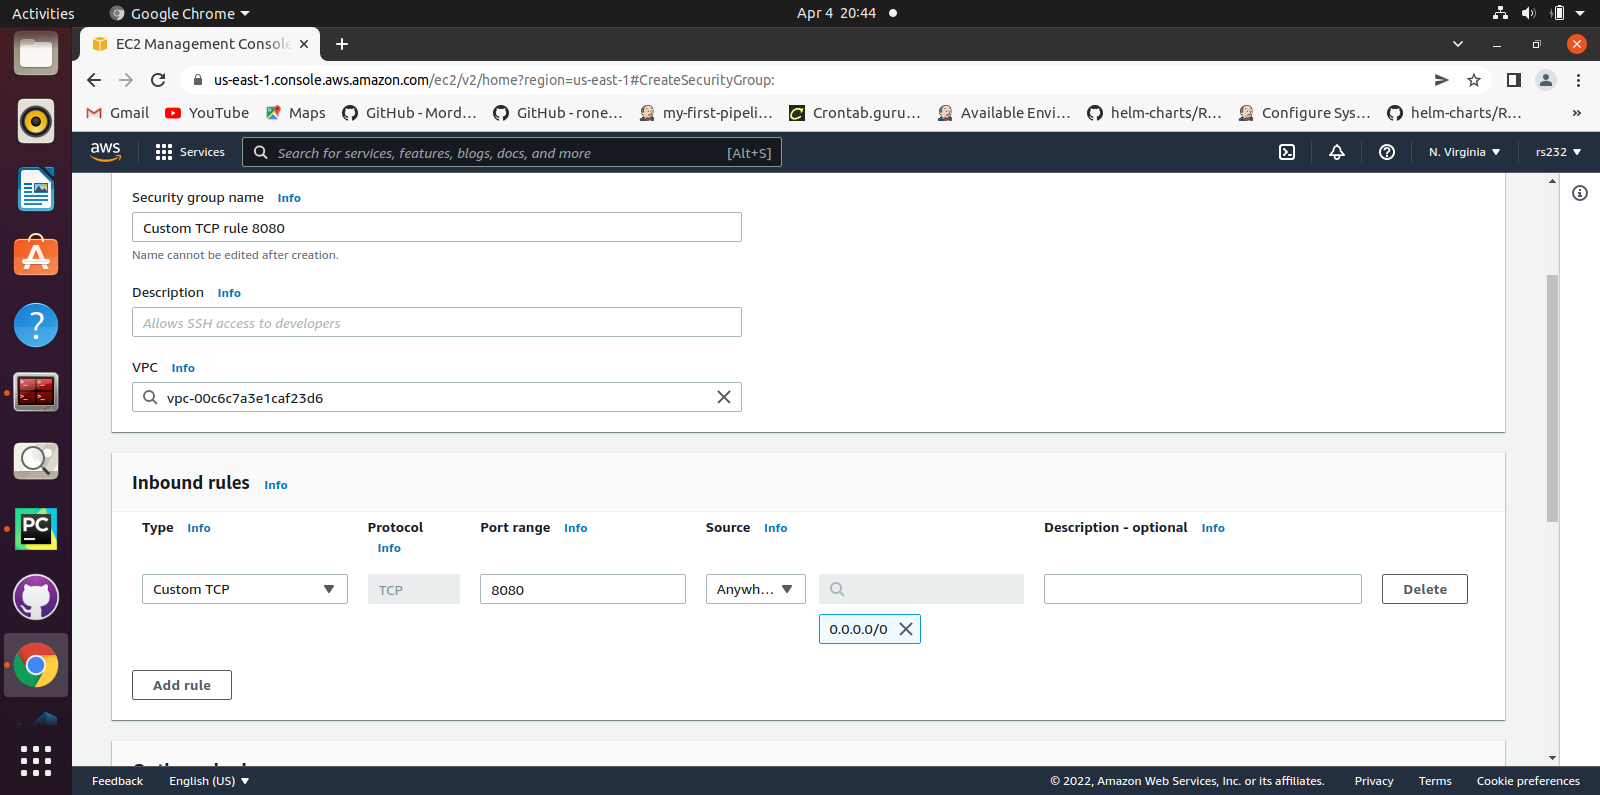 Activities
Google Chrome
Apr 4 20:44
EC2 Management Console
us-east-1.console.aws.amazon.com/ec2/v2/home?region=us-east-1#CreateSecurityGroup:
Gmail
YouTube
Maps
GitHub - Mord...
GitHub - rone...
my-first-pipeli...
Crontab.guru...
Available Envi...
helm-charts/R...
Configure Sys...
helm-charts/R...
»
aws
Services
Search for services, features, blogs, docs, and more
[Alt+S]
N. Virginia
rs232
Security group name Info
Custom TCP rule 8080
Name cannot be edited after creation.
Description Info
Allows SSH access to developers
VPC Info
vpc-00c6c7a3e1caf23d6
Inbound rules Info
Type Info
Protocol
Info
Port range Info
Source Info
Description - optional Info
Custom TCP
TCP
8080
Anywh...
Delete
0.0.0.0/0
Add rule
PC
Feedback
English (US)
© 2022, Amazon Web Services, Inc. or its affiliates.
Privacy
Terms
Cookie preferences